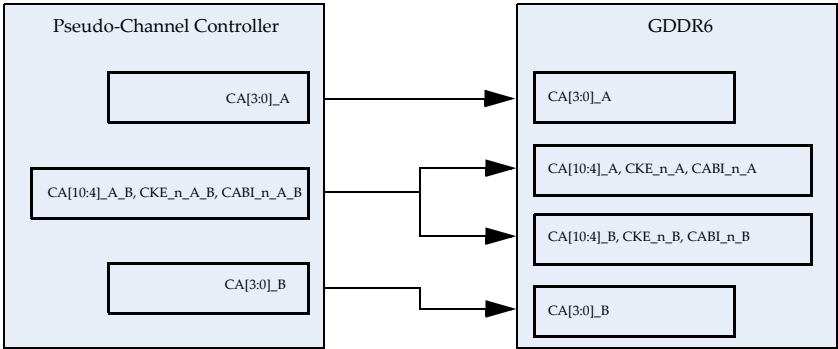 Pseudo-Channel Controller
CA[3:0]_A
CA[10:4]_A_B, CKE_n_A_B, CABI_n_A_B
CA[3:0]_B
GDDR6
CA[3:0]_A
CA[10:4]_A, CKE_n_A, CABI_n_A
CA[10:4]_B, CKE_n_B, CABI_n_B
CA[3:0]_B